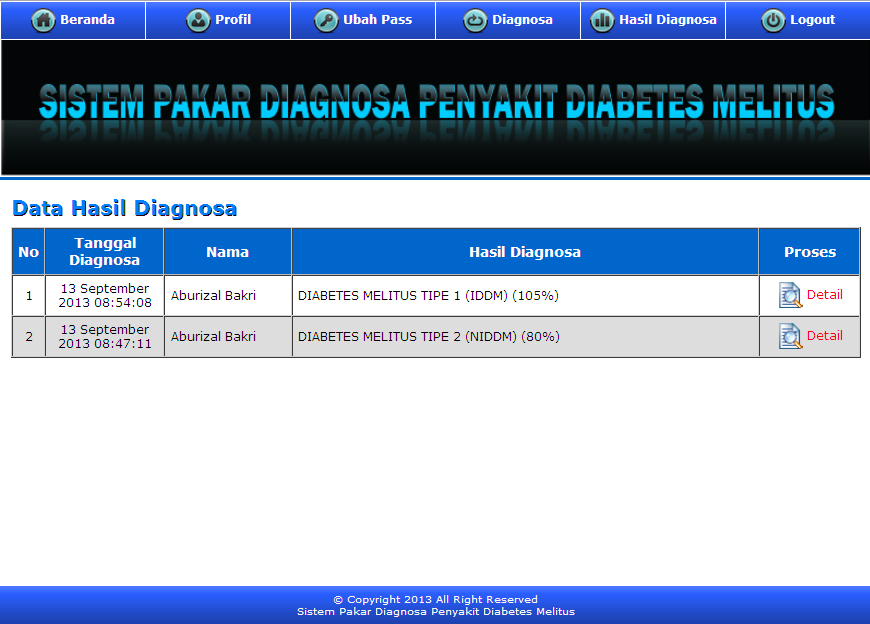 Beranda Profil Ubah Pass Diagnosa Hasil Diagnosa Logout
SISTEM PAKAR DIAGNOSA PENYAKIT DIABETES MELITUS
Data Hasil Diagnosa
No Tanggal Diagnosa Nama Hasil Diagnosa Proses
1 13 September 2013 08:54:08 Aburizal Bakri DIABETES MELITUS TIPE 1 (IDDM) (105%) Detail
2 13 September 2013 08:47:11 Aburizal Bakri DIABETES MELITUS TIPE 2 (NIDDM) (80%) Detail
© Copyright 2013 All Right Reserved
Sistem Pakar Diagnosa Penyakit Diabetes Melitus